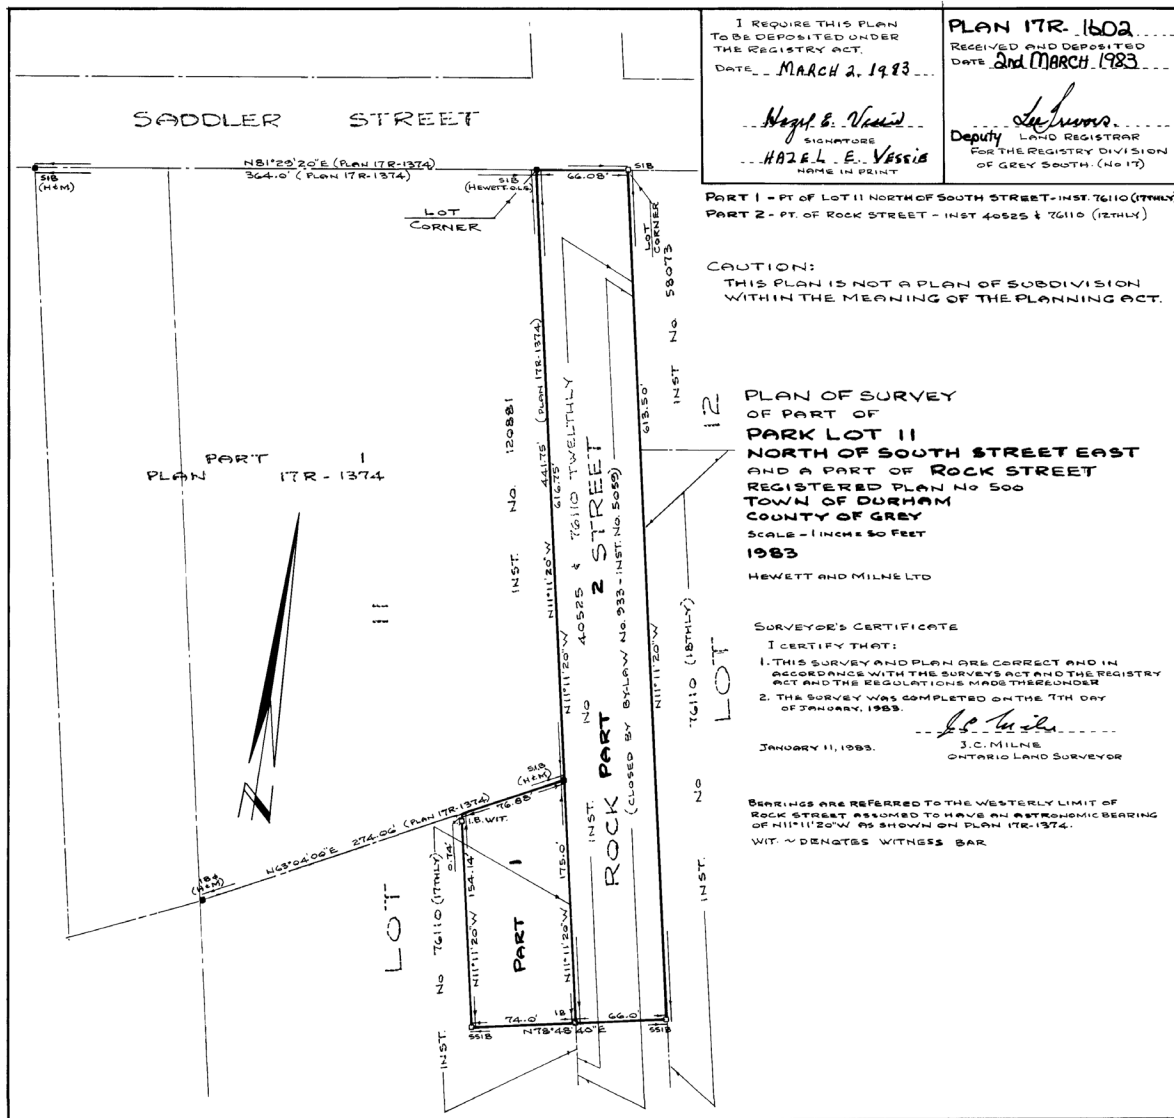 I REQUIRE THIS PLAN
TO BE DEPOSITED UNDER
THE REGISTRY ACT.
DATE MARCH 2, 1983
Hazel E. Vessie
SIGNATURE
HAZEL E. VESSIE
NAME IN PRINT
PLAN 17R-1602
RECEIVED AND DEPOSITED
DATE 2nd MARCH 1983
Deputy LAND REGISTRAR
FOR THE REGISTRY DIVISION
OF GREY SOUTH. (No 17)
PART 1 - PT OF LOT 11 NORTH OF SOUTH STREET - INST. 76110 (17THLY)
PART 2 - PT. OF ROCK STREET - INST 40525 & 76110 (12THLY)
CAUTION:
THIS PLAN IS NOT A PLAN OF SUBDIVISION
WITHIN THE MEANING OF THE PLANNING ACT.
PLAN OF SURVEY
OF PART OF
PARK LOT 11
NORTH OF SOUTH STREET EAST
AND A PART OF ROCK STREET
REGISTERED PLAN No 500
TOWN OF DURHAM
COUNTY OF GREY
SCALE - 1 INCH = 50 FEET
1983
HEWETT AND MILNE LTD
SURVEYOR'S CERTIFICATE
I CERTIFY THAT:
1. THIS SURVEY AND PLAN ARE CORRECT AND IN
ACCORDANCE WITH THE SURVEYS ACT AND THE REGISTRY
ACT AND THE REGULATIONS MADE THEREUNDER
2. THE SURVEY WAS COMPLETED ON THE 7TH DAY
OF JANUARY, 1983.
J.C. Milne
JANUARY 11, 1983.
J.C. MILNE
ONTARIO LAND SURVEYOR
BEARINGS ARE REFERRED TO THE WESTERLY LIMIT OF
ROCK STREET ASSUMED TO HAVE AN ASTRONOMIC BEARING
OF N11°11'20"W AS SHOWN ON PLAN 17R-1374.
WIT. ~ DENOTES WITNESS BAR
SADDLER STREET
N81°29'20"E (PLAN 17R-1374)
364.0' (PLAN 17R-1374)
SIB
(H&M)
SIB
(HEWETT O.L.S.)
66.08'
SIB
LOT
CORNER
LOT
CORNER
PART 1
PLAN 17R-1374
11
INST. No. 120881
N11°11'20"W 441.75' (PLAN 17R-1374)
616.75'
N11°11'20"W
INST. No 40525 & 76110 TWELTHLY
ROCK PART 2 STREET
(CLOSED BY BY-LAW No. 933 - INST. No. 5059)
613.50'
N11°11'20"W
INST No 58073
LOT 12
INST. No 76110 (18THLY)
SIB
(H&M)
76.88'
N63°04'00"E 274.06' (PLAN 17R-1374)
I.B. WIT.
0.74'
(H&M)
LOT
INST. No 76110 (17THLY)
N11°11'20"W 154.14'
PART 1
N11°11'20"W 175.0'
74.0'
IB
66.0'
N78°48'40"E
SSIB
SSIB